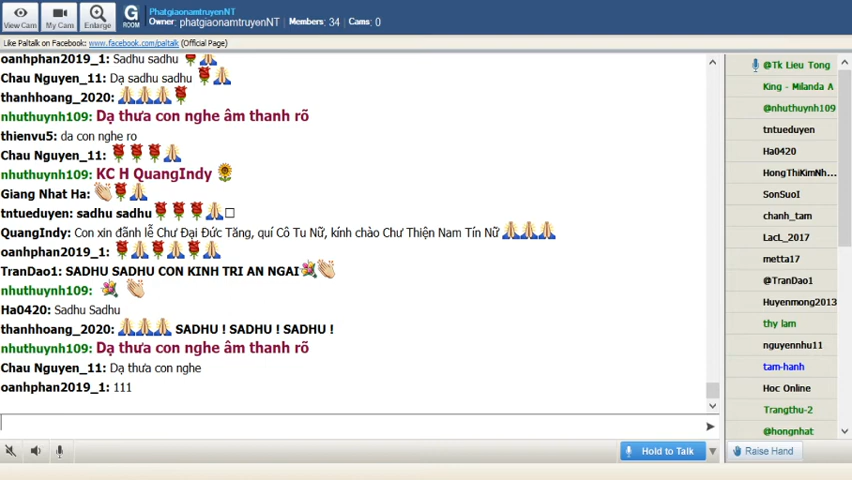 PhatgiaonamtruyenNT
Owner: phatgiaonamtruyenNT Members: 34 Cams: 0
View Cam My Cam Enlarge G ROOM
Like Paltalk on Facebook: www.facebook.com/paltalk (Official Page)
oanhphan2019_1: Sadhu sadhu
Chau Nguyen_11: Dạ sadhu sadhu
thanhhoang_2020:
nhuthuynh109: Dạ thưa con nghe âm thanh rõ
thienvu5: da con nghe ro
Chau Nguyen_11:
nhuthuynh109: KC H QuangIndy
Giang Nhat Ha:
tntueduyen: sadhu sadhu
QuangIndy: Con xin đãnh lễ Chư Đại Đức Tăng, quí Cô Tu Nữ, kính chào Chư Thiện Nam Tín Nữ
oanhphan2019_1:
TranDao1: SADHU SADHU CON KINH TRI AN NGAI
nhuthuynh109:
Ha0420: Sadhu Sadhu
thanhhoang_2020: SADHU ! SADHU ! SADHU !
nhuthuynh109: Dạ thưa con nghe âm thanh rõ
Chau Nguyen_11: Dạ thưa con nghe
oanhphan2019_1: 111
@Tk Lieu Tong
King - Milanda A
@nhuthuynh109
tntueduyen
Ha0420
HongThiKimNh...
SonSuoI
chanh_tam
LacL_2017
metta17
@TranDao1
Huyenmong2013
thy lam
nguyennhu11
tam-hanh
Hoc Online
Trangthu-2
@hongnhat
Hold to Talk
Raise Hand